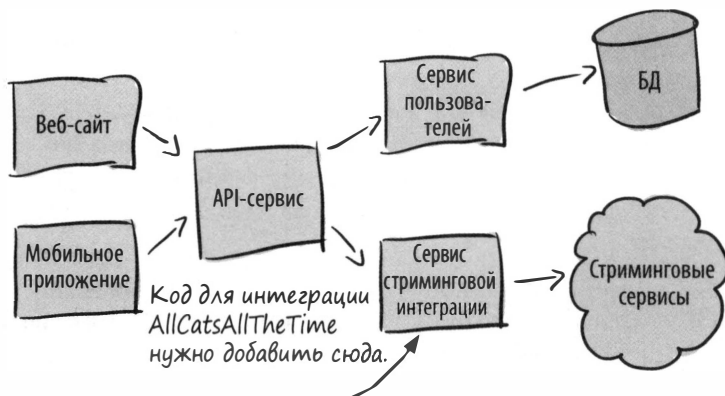 Веб-сайт
Мобильное
приложение
API-сервис
Сервис
пользова-
телей
БД
Сервис
стриминговой
интеграции
Стриминговые
сервисы
Код для интеграции
AllCatsAllTheTime
нужно добавить сюда.